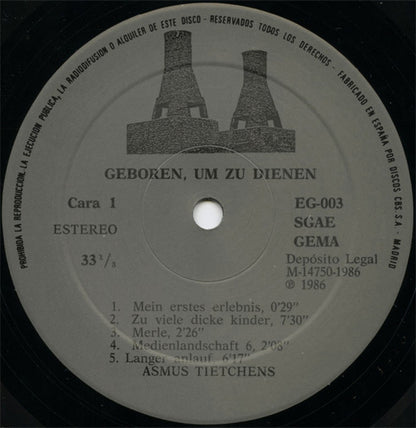 PROHIBIDA LA REPRODUCCION, LA EJECUCION PUBLICA, LA RADIODIFUSION O ALQUILER DE ESTE DISCO - RESERVADOS TODOS LOS DERECHOS - FABRICADO EN ESPAÑA POR DISCOS CBS S.A - MADRID
GEBOREN, UM ZU DIENEN
Cara 1 EG-003
ESTEREO SGAE
GEMA
33 1/3 Depósito Legal
M-14750-1986
℗ 1986
1. Mein erstes erlebnis, 0'29"
2. Zu viele dicke kinder, 7'30"
3. Merle, 2'26"
4. Medienlandschaft 6, 2'08"
5. Langer anlauf, 6'17"
ASMUS TIETCHENS